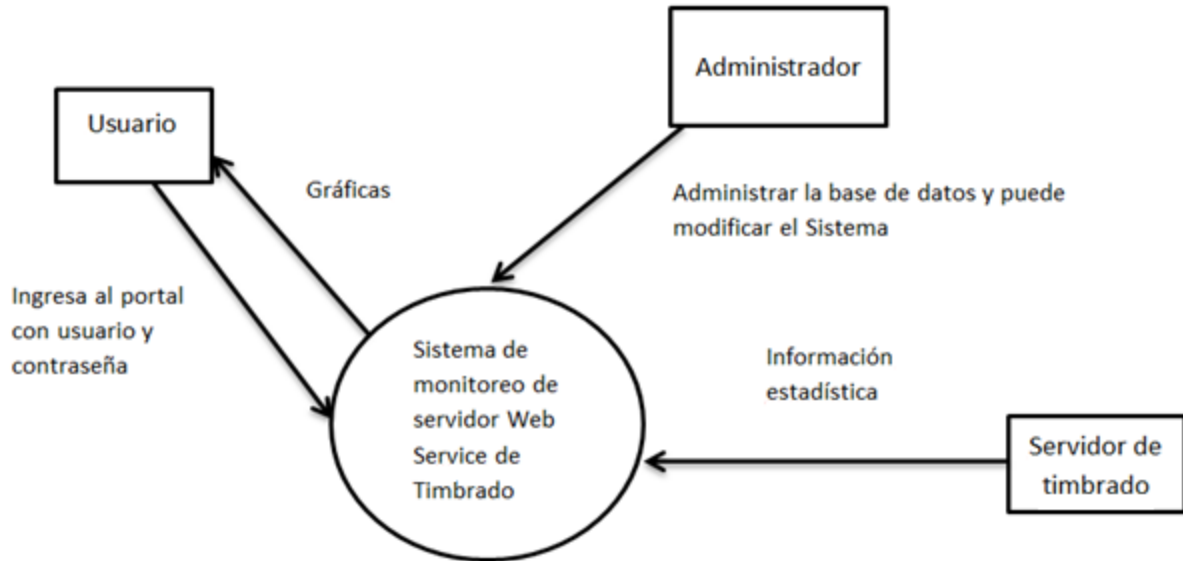 Administrador
Usuario
Gráficas
Administrar la base de datos y puede
modificar el Sistema
Ingresa al portal
con usuario y
contraseña
Sistema de
monitoreo de
servidor Web
Service de
Timbrado
Información
estadística
Servidor de
timbrado